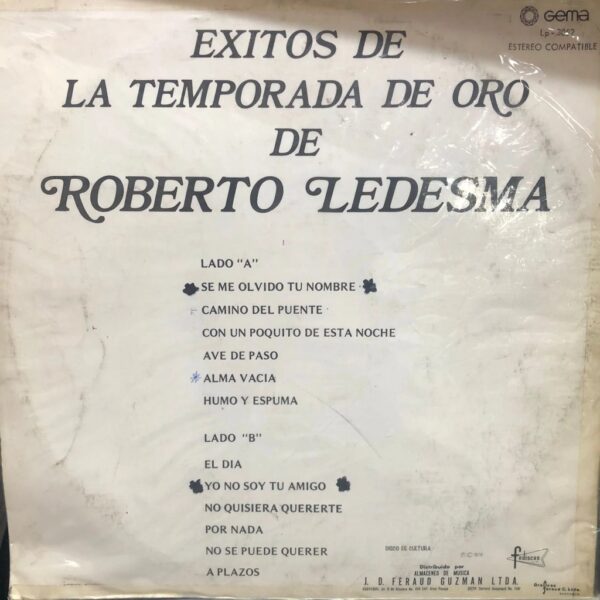 Gema
EXITOS DE
ESTEREO COMPATIBLE
LA TEMPORADA DE ORO
DE
ROBERTO LEDESMA
LADO "A"
SE ME OLVIDO TU NOMBRE
CAMINO DEL PUENTE
CON UN POQUITO DE ESTA NOCHE
AVE DE PASO
ALMA VACIA
HUMO Y ESPUMA
LADO "B"
EL DIA
YO NO SOY TU AMIGO
NO QUISIERA QUERERTE
POR NADA
NO SE PUEDE QUERER
A PLAZOS
DISCO DE CULTURA
fediscos
Distribuido por
ALMACENES DE MUSICA
J. D. FERAUD GUZMAN LTDA.